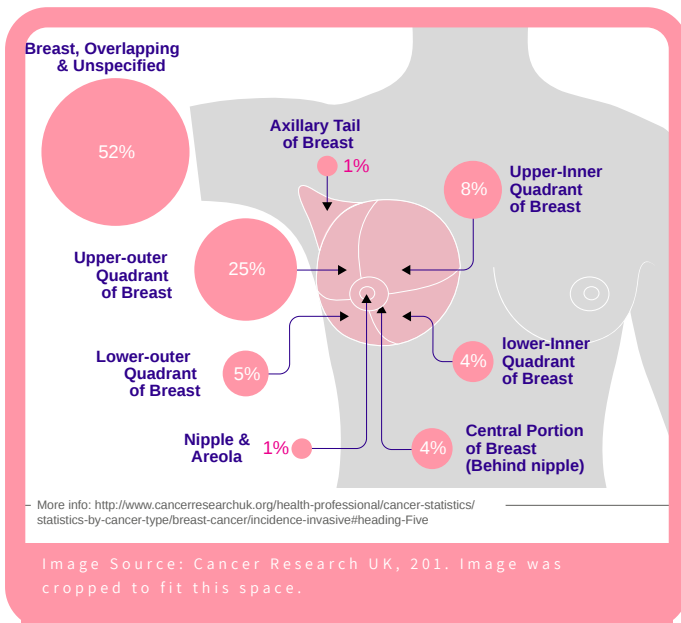 Breast, Overlapping
& Unspecified
52%
Axillary Tail
of Breast
1%
Upper-Inner
Quadrant
of Breast
8%
Upper-outer
Quadrant
of Breast
25%
Lower-outer
Quadrant
of Breast
5%
lower-Inner
Quadrant
of Breast
4%
Nipple &
Areola
1%
Central Portion
of Breast
(Behind nipple)
4%
More info: http://www.cancerresearchuk.org/health-professional/cancer-statistics/
statistics-by-cancer-type/breast-cancer/incidence-invasive#heading-Five
Image Source: Cancer Research UK, 201. Image was
cropped to fit this space.